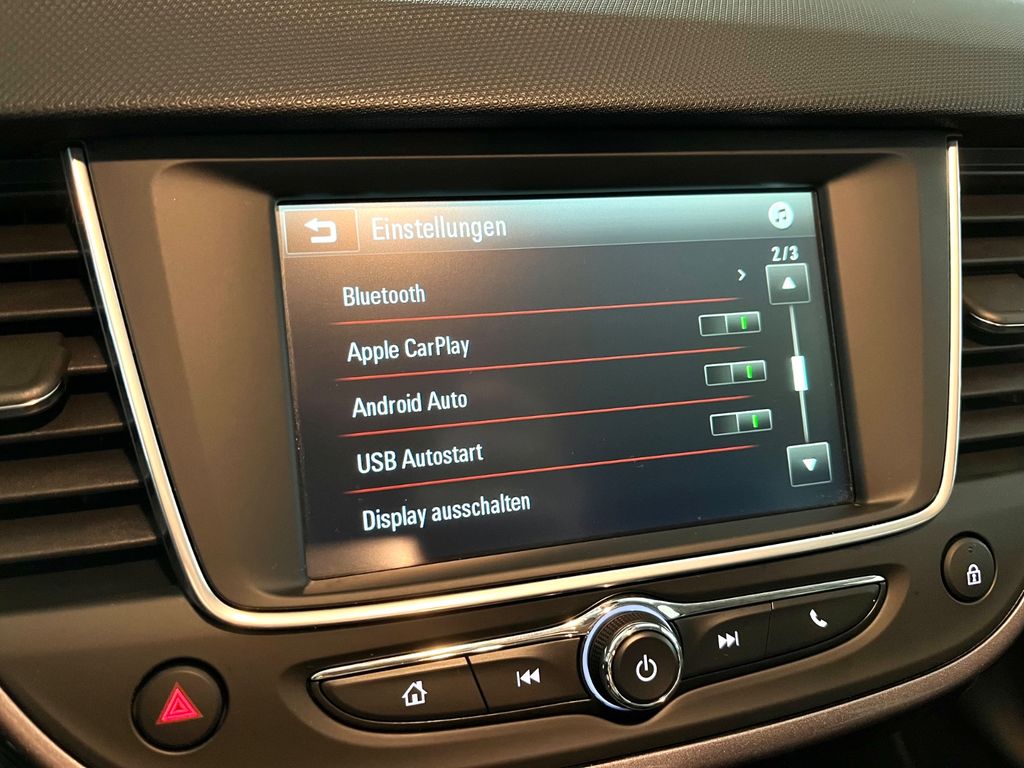 Einstellungen
2/3
Bluetooth
Apple CarPlay
Android Auto
USB Autostart
Display ausschalten